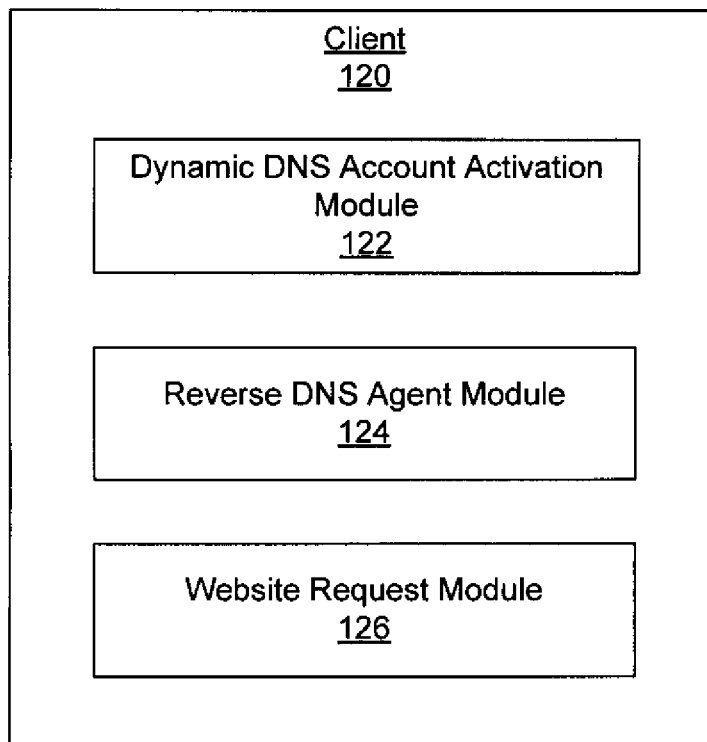 Client
120
Dynamic DNS Account Activation
Module
122
Reverse DNS Agent Module
124
Website Request Module
126